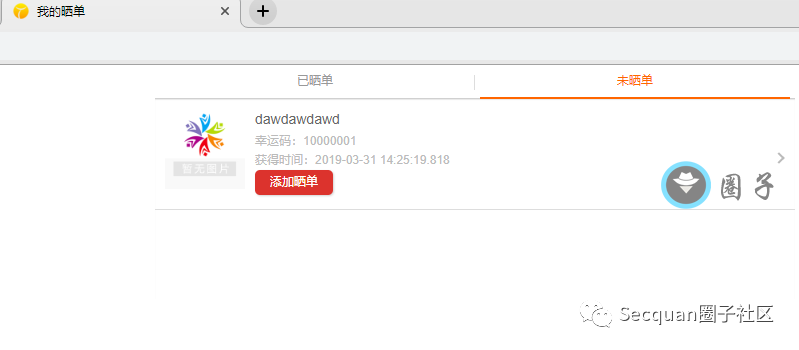 我的晒单
已晒单
未晒单
dawdawdawd
幸运码：10000001
获得时间：2019-03-31 14:25:19.818
暂无图片
添加晒单
圈子
Secquan圈子社区